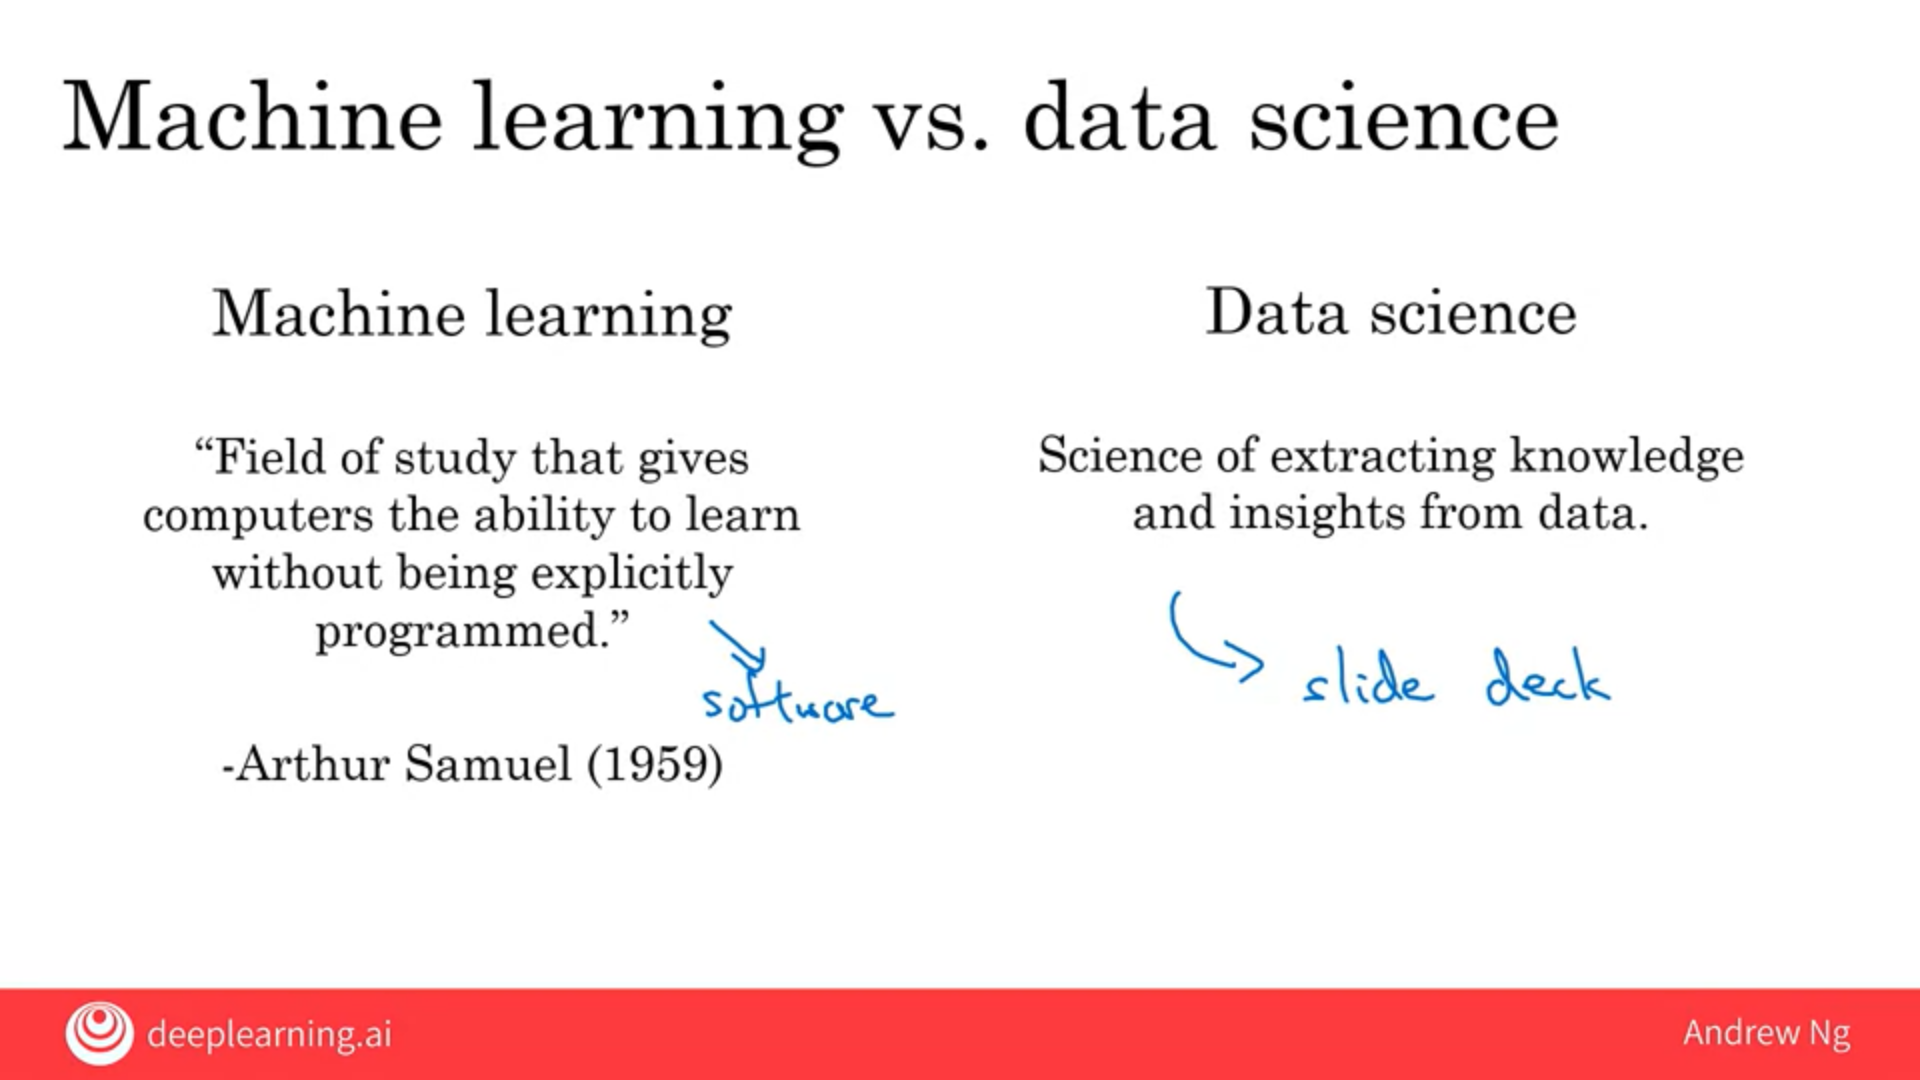 Machine learning vs. data science
Machine learning
“Field of study that gives
computers the ability to learn
without being explicitly
programmed.”
software
-Arthur Samuel (1959)
Data science
Science of extracting knowledge
and insights from data.
slide deck
deeplearning.ai
Andrew Ng